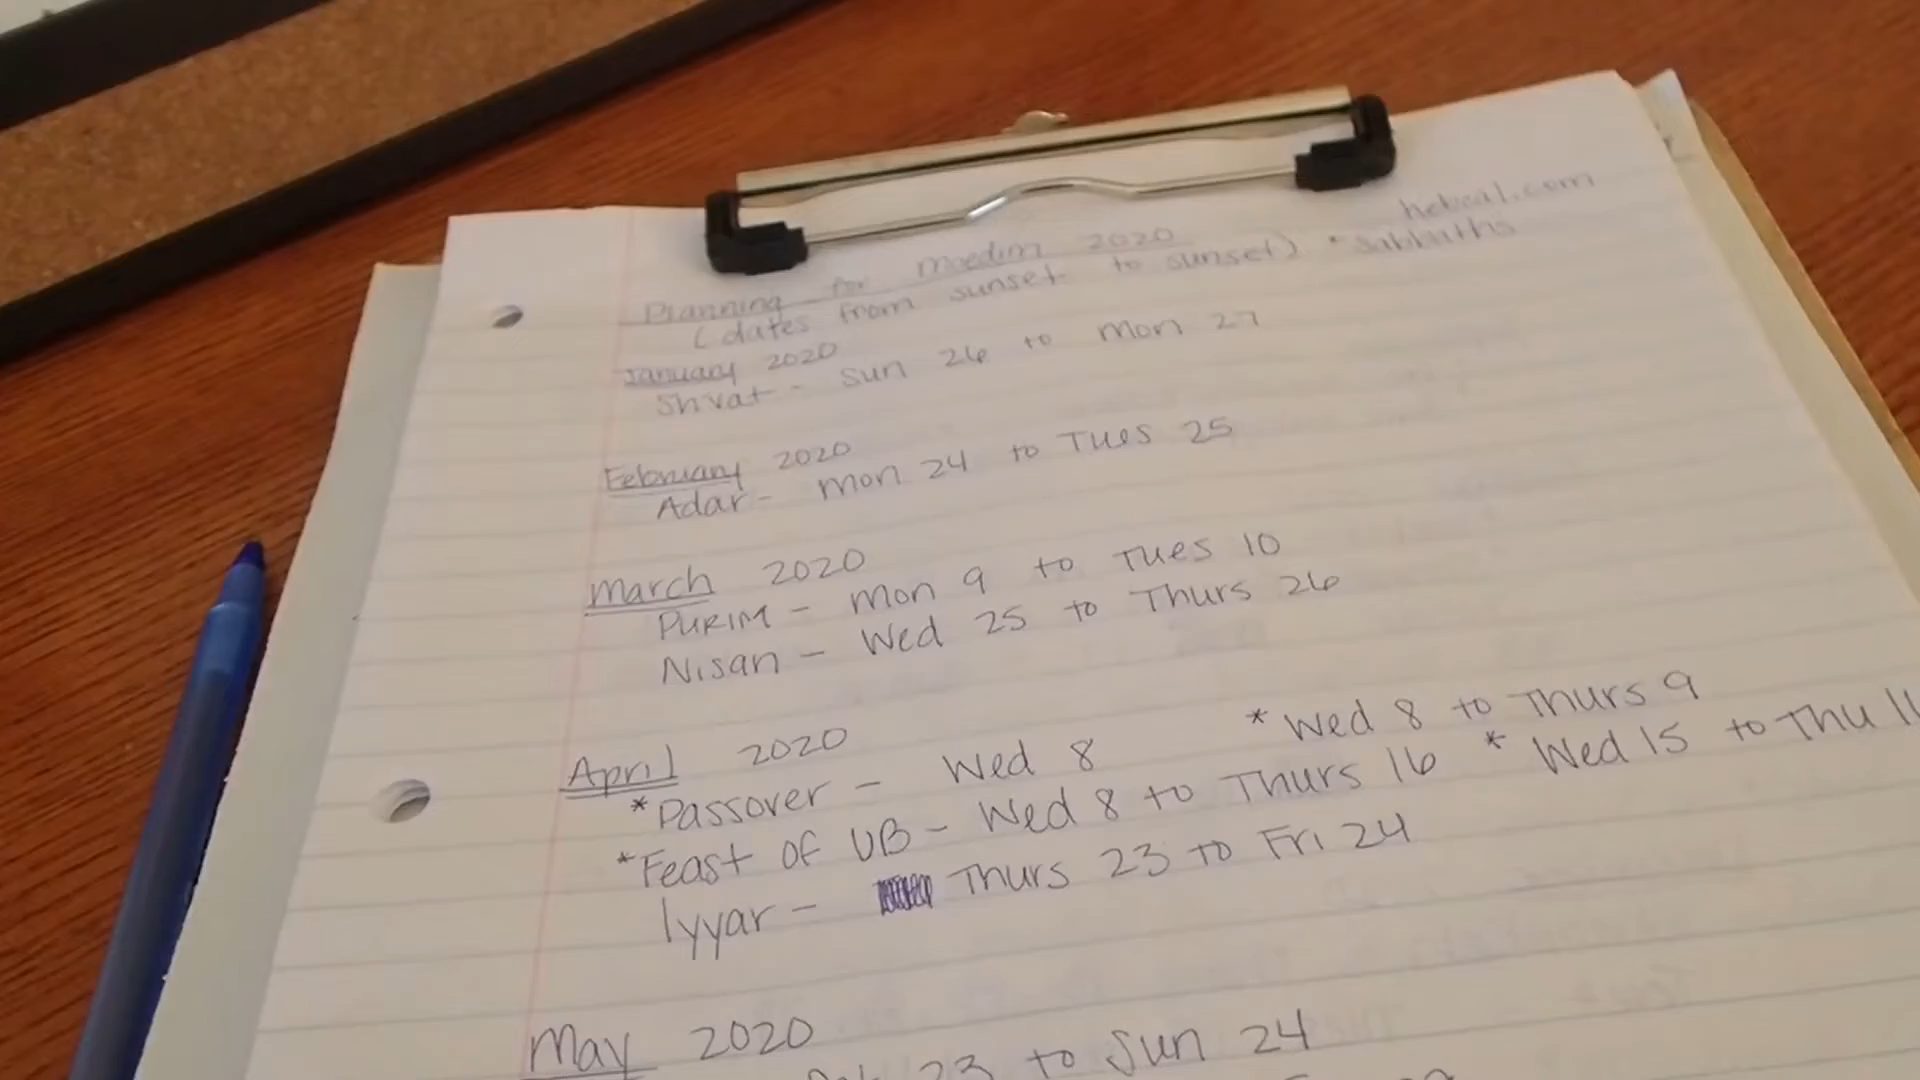 hebcal.com
Planning for Moedim 2020
(dates from sunset to sunset) * Sabbaths
January 2020
Shvat - Sun 26 to Mon 27
February 2020
Adar - Mon 24 to Tues 25
March 2020
PURIM - Mon 9 to Tues 10
Nisan - Wed 25 to Thurs 26
April 2020
*Passover - Wed 8 * Wed 8 to Thurs 9
*Feast of UB - Wed 8 to Thurs 16 * Wed 15 to Thu
Iyyar - Thurs 23 to Fri 24
May 2020
23 to Sun 24